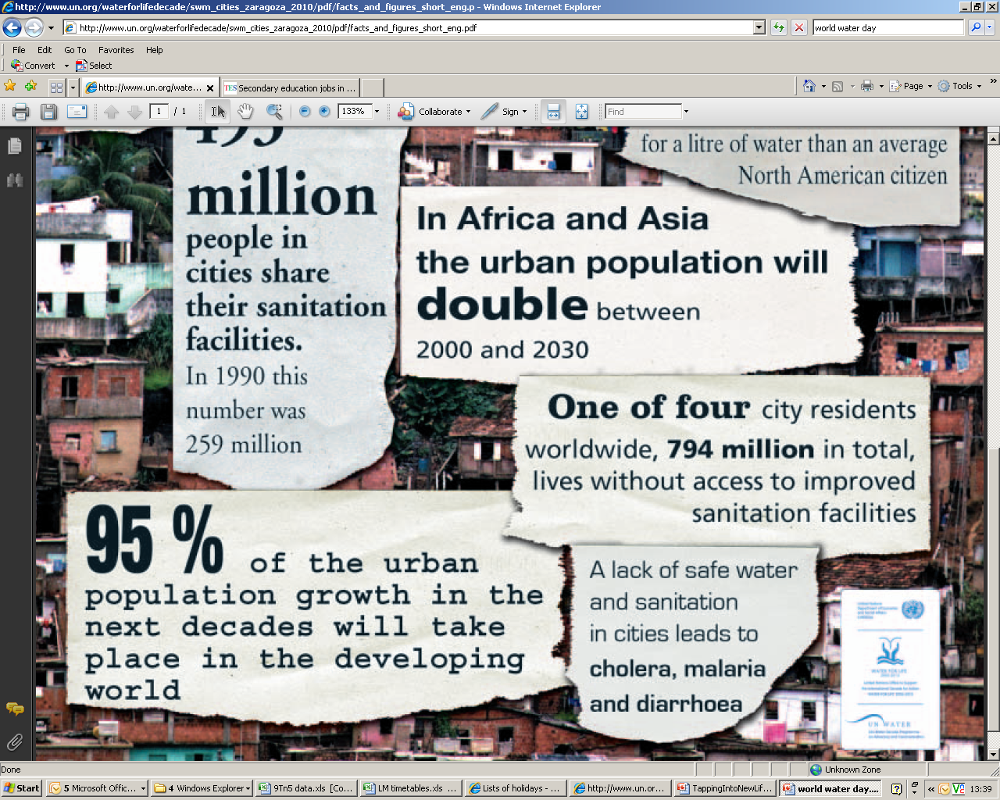 http://www.un.org/waterforlifedecade/swm_cities_zaragoza_2010/pdf/facts_and_figures_short_eng.p - Windows Internet Explorer
http://www.un.org/waterforlifedecade/swm_cities_zaragoza_2010/pdf/facts_and_figures_short_eng.pdf
world water day
File Edit Go To Favorites Help
Convert Select
http://www.un.org/wate...
TES Secondary education jobs in ...
Page Tools
1 / 1
133%
Collaborate
Sign
Find
493
million
people in
cities share
their sanitation
facilities.
In 1990 this
number was
259 million
for a litre of water than an average
North American citizen
In Africa and Asia
the urban population will
double between
2000 and 2030
One of four city residents
worldwide, 794 million in total,
lives without access to improved
sanitation facilities
95 % of the urban
population growth in the
next decades will take
place in the developing
world
A lack of safe water
and sanitation
in cities leads to
cholera, malaria
and diarrhoea
WATER FOR LIFE
UN WATER
Done
Unknown Zone
Start
5 Microsoft Offic...
4 Windows Explorer
9Tn5 data.xls [Co...
LM timetables.xls ...
Lists of holidays - ...
http://www.un.or...
TappingIntoNewLif...
world water day....
13:39